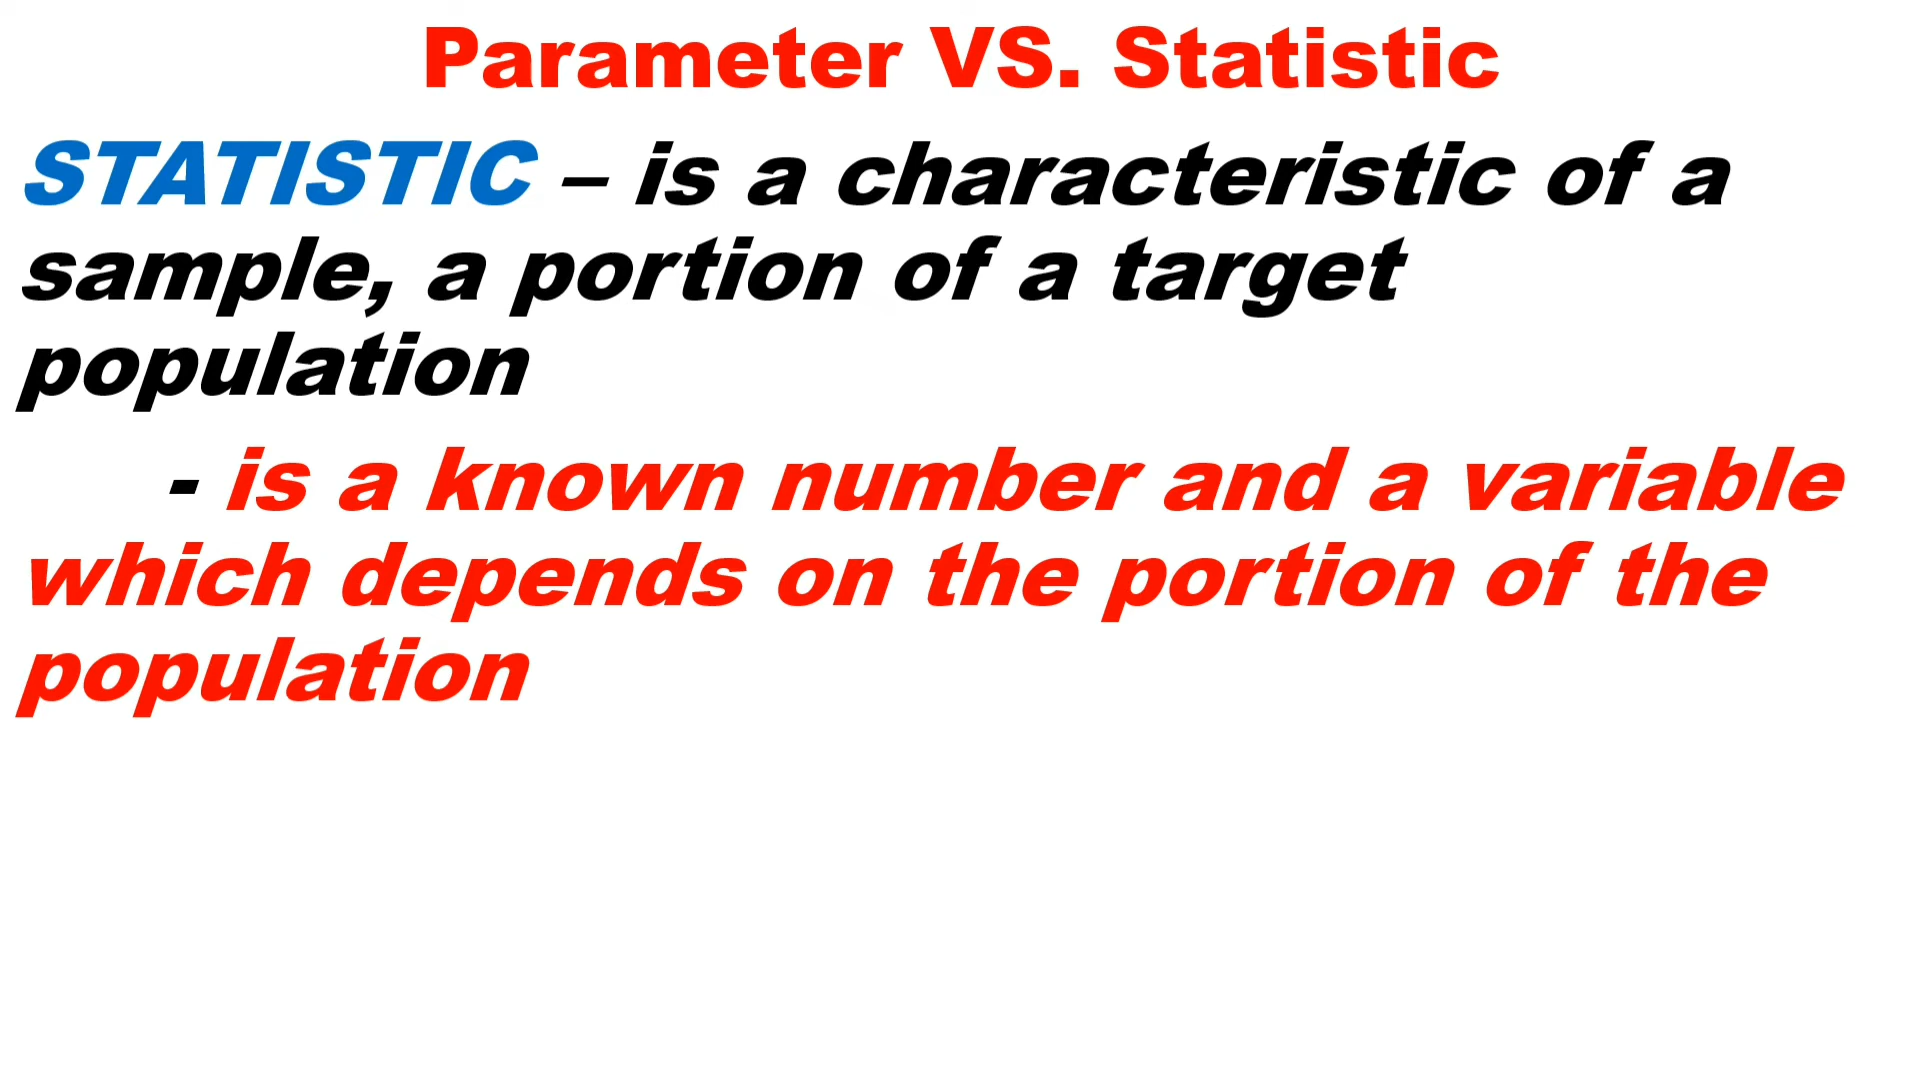 Parameter VS. Statistic
STATISTIC – is a characteristic of a
sample, a portion of a target
population
- is a known number and a variable
which depends on the portion of the
population